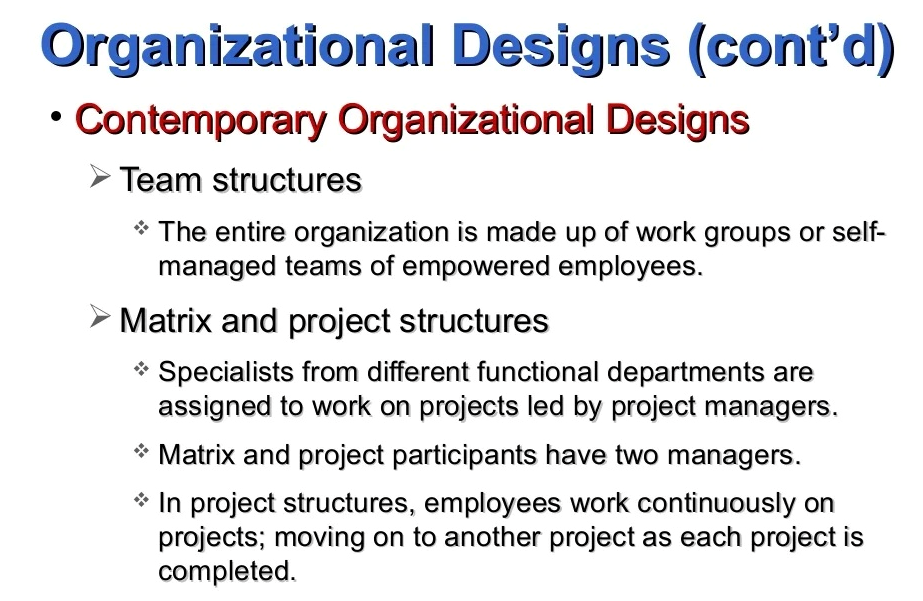 Organizational Designs (cont’d)
• Contemporary Organizational Designs
➢ Team structures
❖ The entire organization is made up of work groups or self-
managed teams of empowered employees.
➢ Matrix and project structures
❖ Specialists from different functional departments are
assigned to work on projects led by project managers.
❖ Matrix and project participants have two managers.
❖ In project structures, employees work continuously on
projects; moving on to another project as each project is
completed.